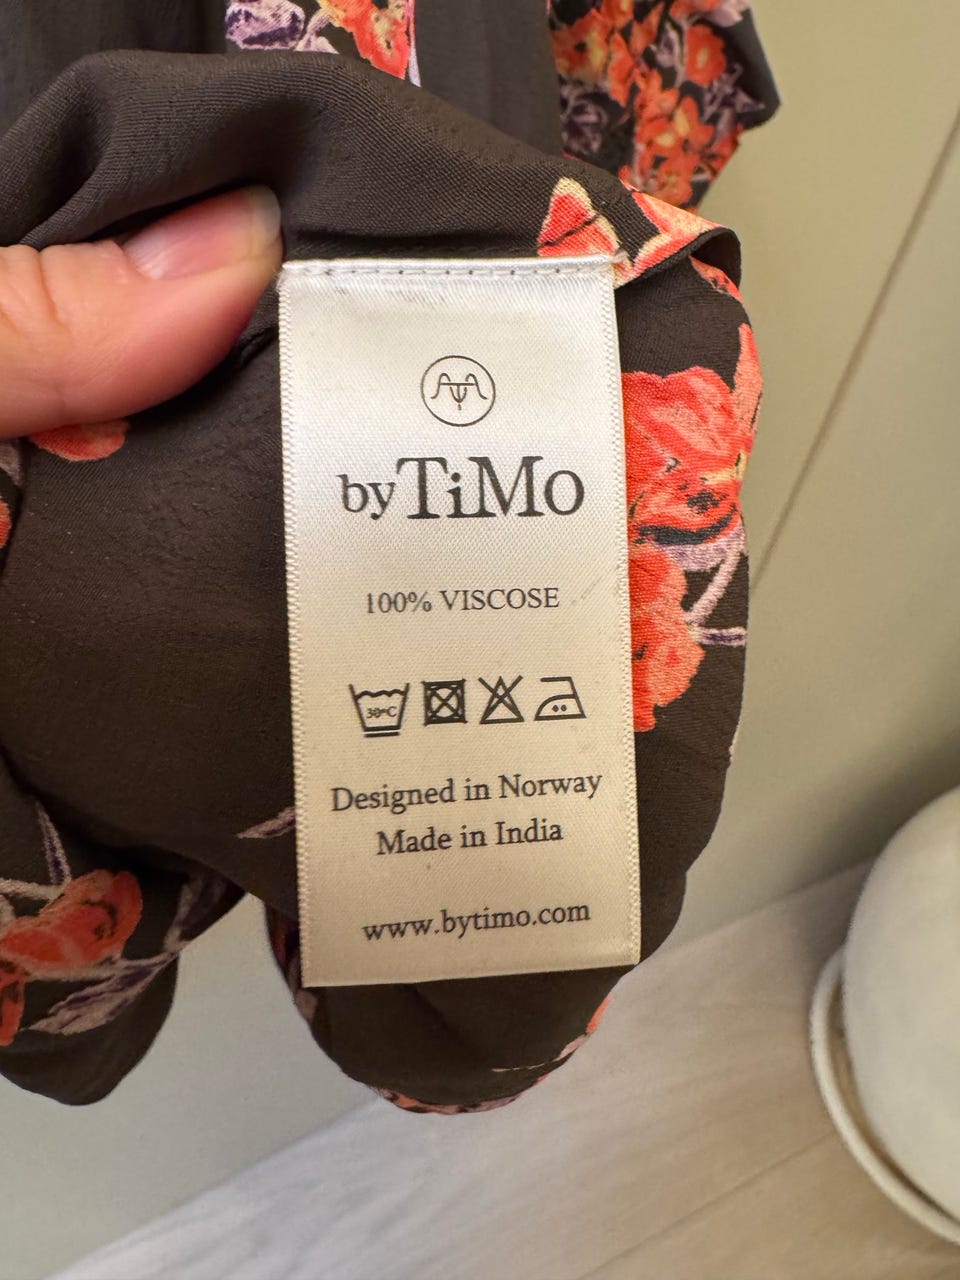 byTiMo
100% VISCOSE
30°C
Designed in Norway
Made in India
www.bytimo.com